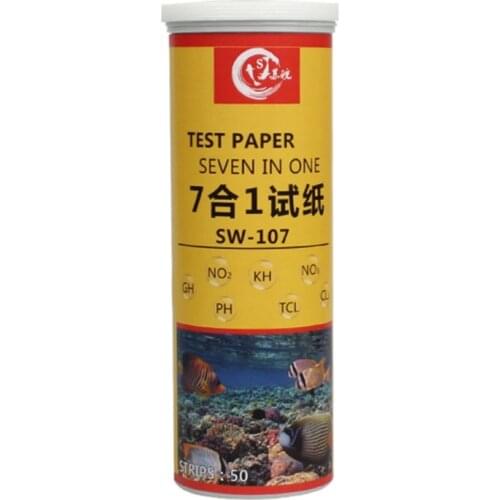 TEST PAPER
SEVEN IN ONE
7合1试纸
SW-107
NO₂ KH NO₃
GH PH TCL CL
STRIPS : 50